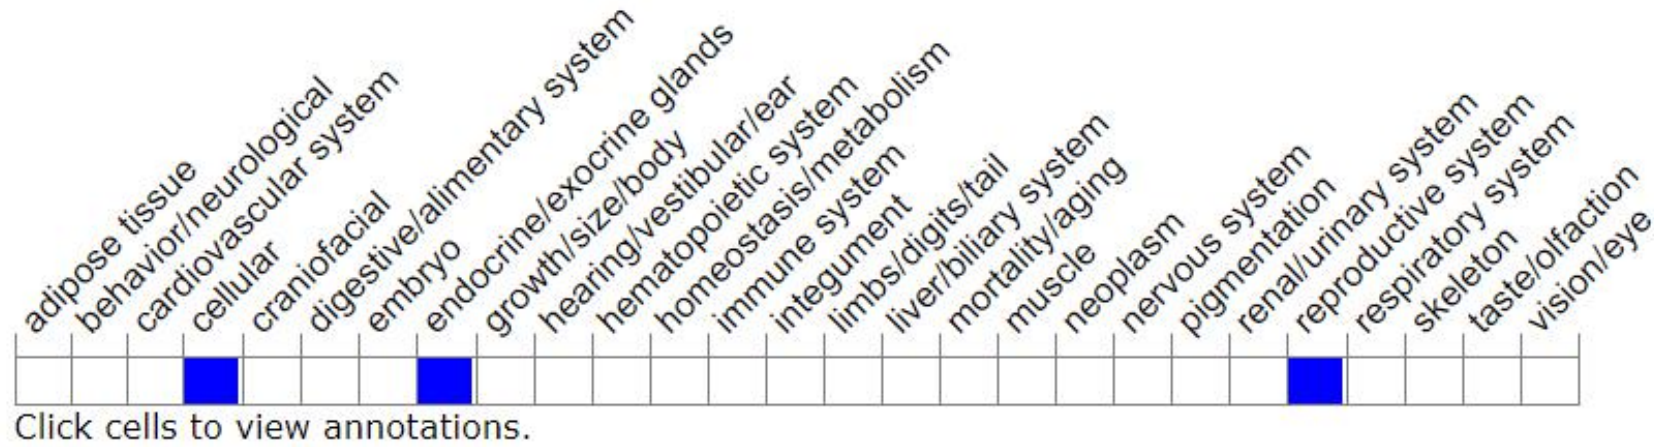 adipose tissue
behavior/neurological
cardiovascular system
cellular
craniofacial
digestive/alimentary system
embryo
endocrine/exocrine glands
growth/size/body
hearing/vestibular/ear
hematopoietic system
homeostasis/metabolism
immune system
integument
limbs/digits/tail
liver/biliary system
mortality/aging
muscle
neoplasm
nervous system
pigmentation
renal/urinary system
reproductive system
respiratory system
skeleton
taste/olfaction
vision/eye
Click cells to view annotations.